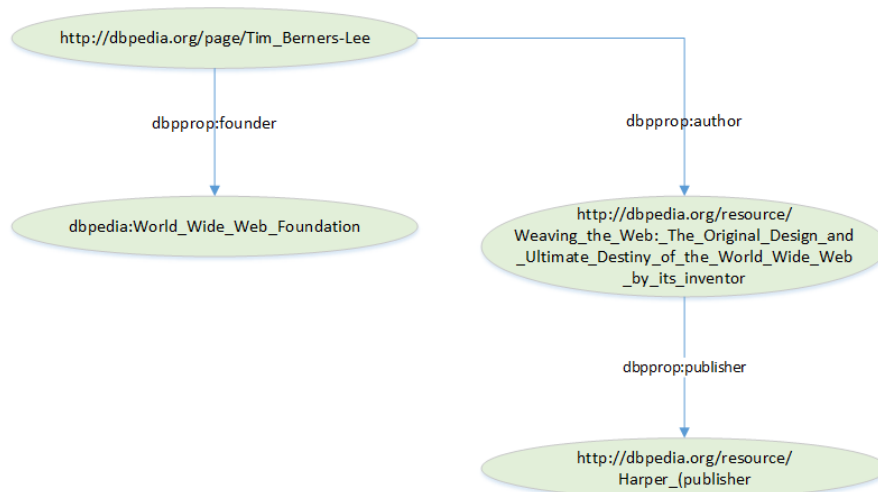 http://dbpedia.org/page/Tim_Berners-Lee
dbpprop:founder
dbpprop:author
dbpedia:World_Wide_Web_Foundation
http://dbpedia.org/resource/
Weaving_the_Web:_The_Original_Design_and
_Ultimate_Destiny_of_the_World_Wide_Web
_by_its_inventor
dbpprop:publisher
http://dbpedia.org/resource/
Harper_(publisher